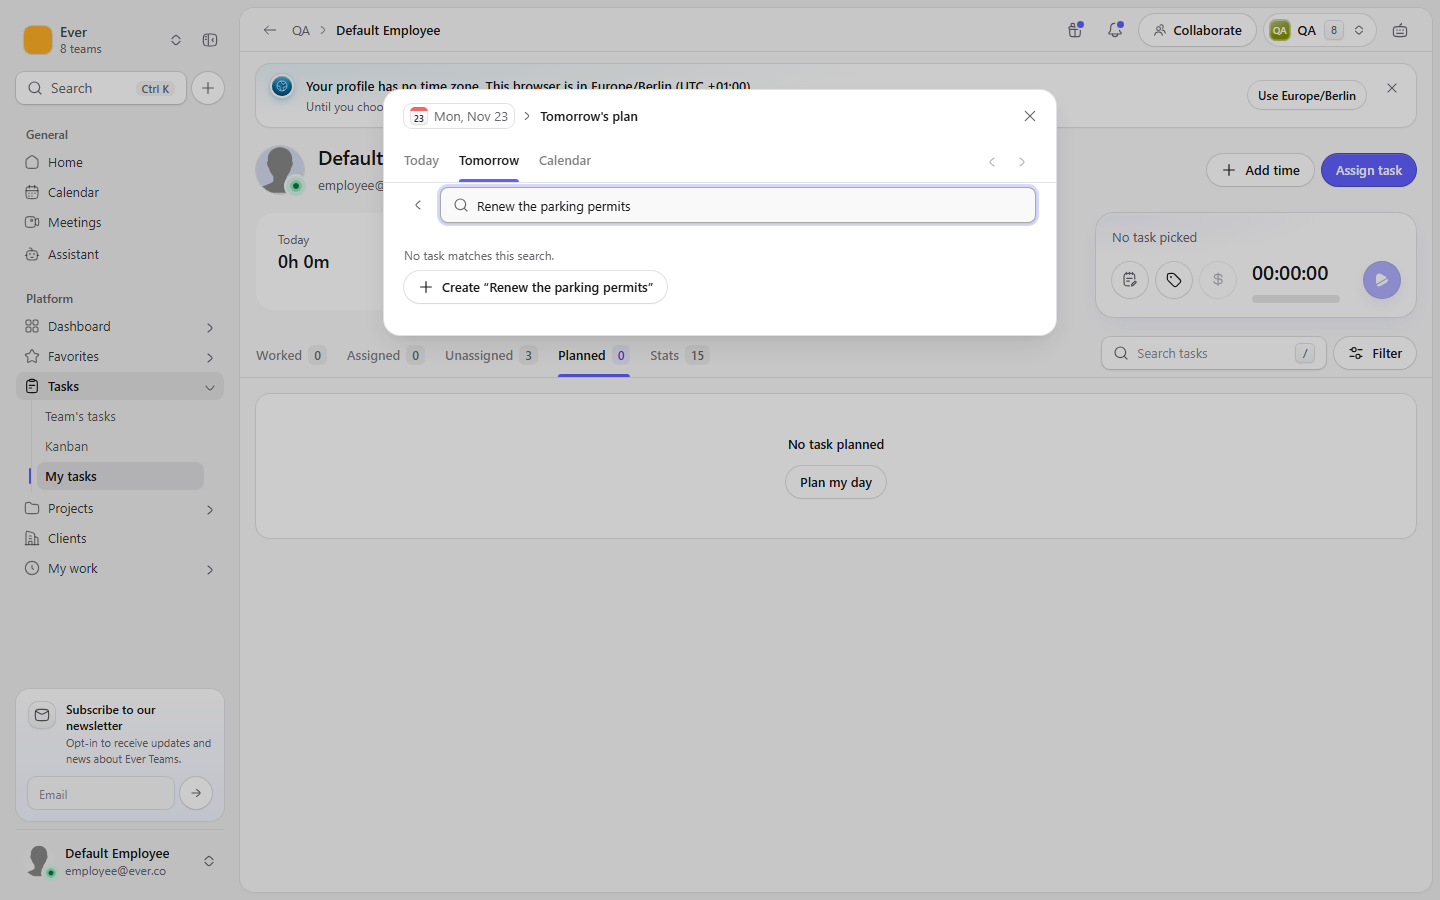 Ever
8 teams
Search
Ctrl K
General
Home
Calendar
Meetings
Assistant
Platform
Dashboard
Favorites
Tasks
Team's tasks
Kanban
My tasks
Projects
Clients
My work
Subscribe to our
newsletter
Opt-in to receive updates and
news about Ever Teams.
Email
Default Employee
employee@ever.co
QA
Default Employee
Collaborate
QA
QA
8
Your profile has no time zone. This browser is in Europe/Berlin (UTC +01:00)
Until you choo
Use Europe/Berlin
Default
employee@
Add time
Assign task
Today
0h 0m
No task picked
$
00:00:00
23
Mon, Nov 23
Tomorrow's plan
Today
Tomorrow
Calendar
Renew the parking permits
No task matches this search.
Create “Renew the parking permits”
Worked 0
Assigned 0
Unassigned 3
Planned 0
Stats 15
Search tasks
/
Filter
No task planned
Plan my day